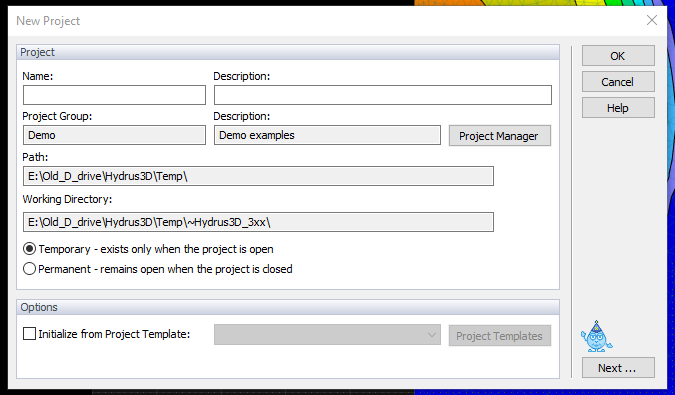 New Project
Project
OK
Name:
Description:
Cancel
Help
Project Group:
Description:
Demo
Demo examples
Project Manager
Path:
E:\Old_D_drive\Hydrus3D\Temp\
Working Directory:
E:\Old_D_drive\Hydrus3D\Temp\~Hydrus3D_3xx\
Temporary - exists only when the project is open
Permanent - remains open when the project is closed
Options
Initialize from Project Template:
Project Templates
Next ...